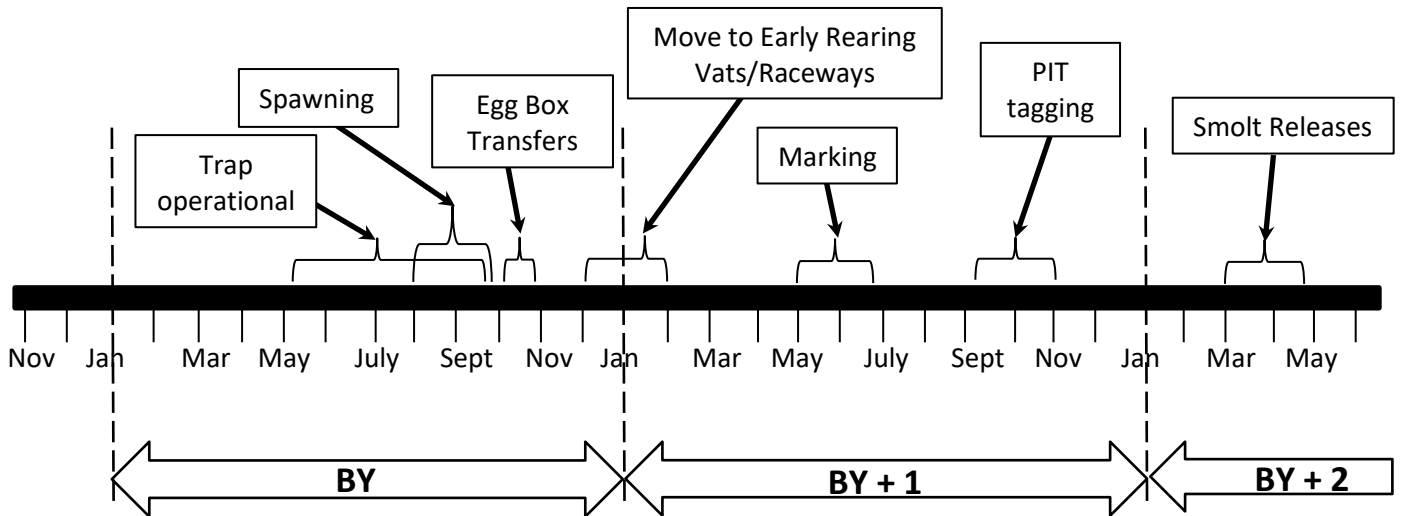 Move to Early Rearing
Vats/Raceways
PIT
tagging
Spawning
Egg Box
Transfers
Smolt Releases
Marking
Trap
operational
Nov Jan Mar May July Sept Nov Jan Mar May July Sept Nov Jan Mar May
BY BY + 1 BY + 2